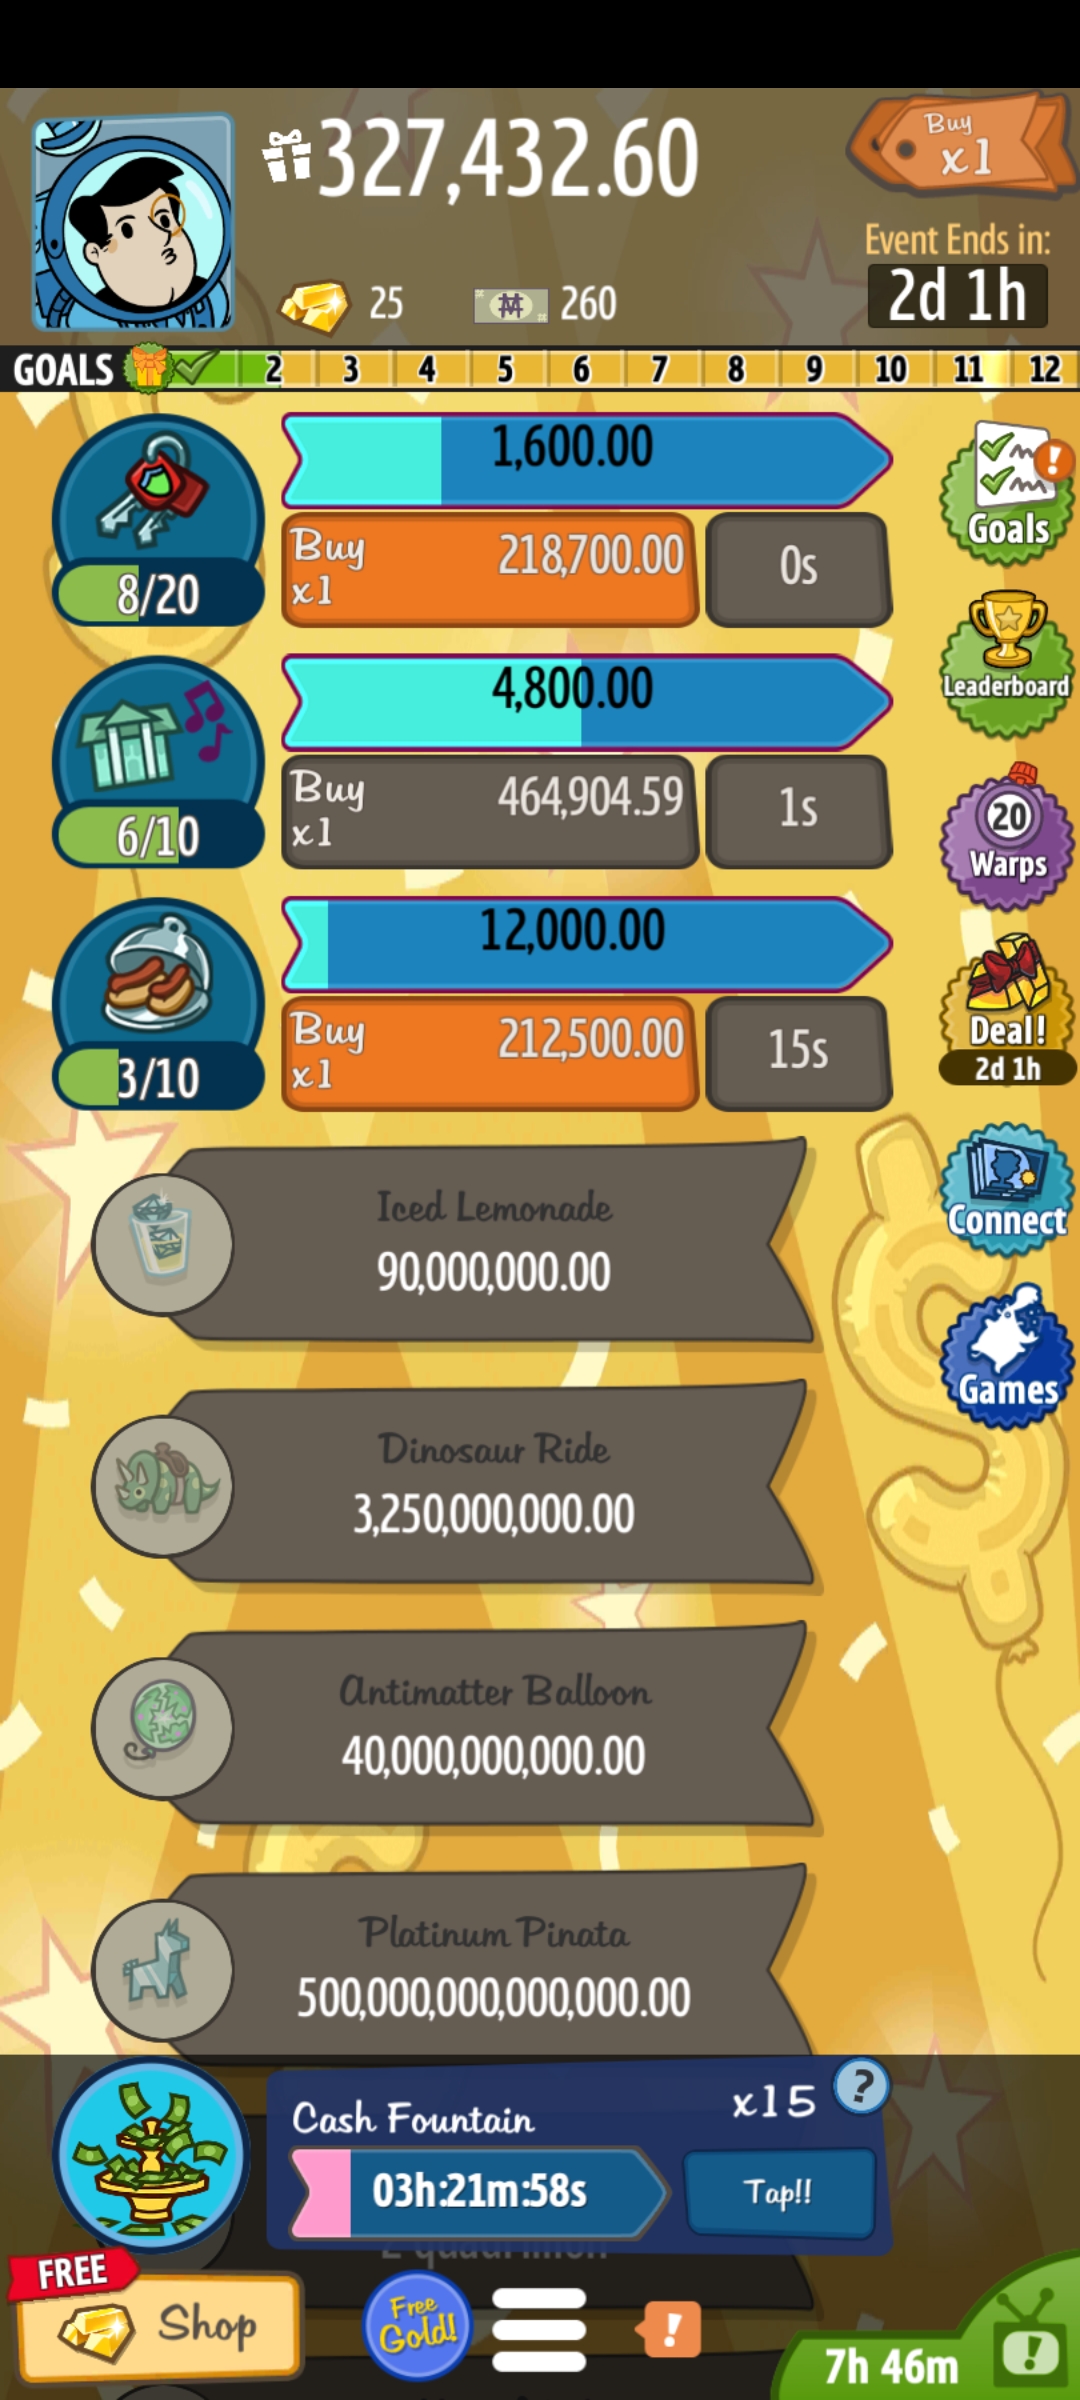 327,432.60
Buy
x1
25
260
Event Ends in:
2d 1h
GOALS 2 3 4 5 6 7 8 9 10 11 12
1,600.00
8/20
Buy
x1
218,700.00
0s
Goals
4,800.00
6/10
Buy
x1
464,904.59
1s
Leaderboard
20
Warps
12,000.00
3/10
Buy
x1
212,500.00
15s
Deal!
2d 1h
Iced Lemonade
90,000,000.00
Connect
Dinosaur Ride
3,250,000,000.00
Games
Antimatter Balloon
40,000,000,000.00
Platinum Pinata
500,000,000,000,000.00
Cash Fountain
x15
?
03h:21m:58s
Tap!!
FREE
Shop
Free
Gold!
!
7h 46m
!